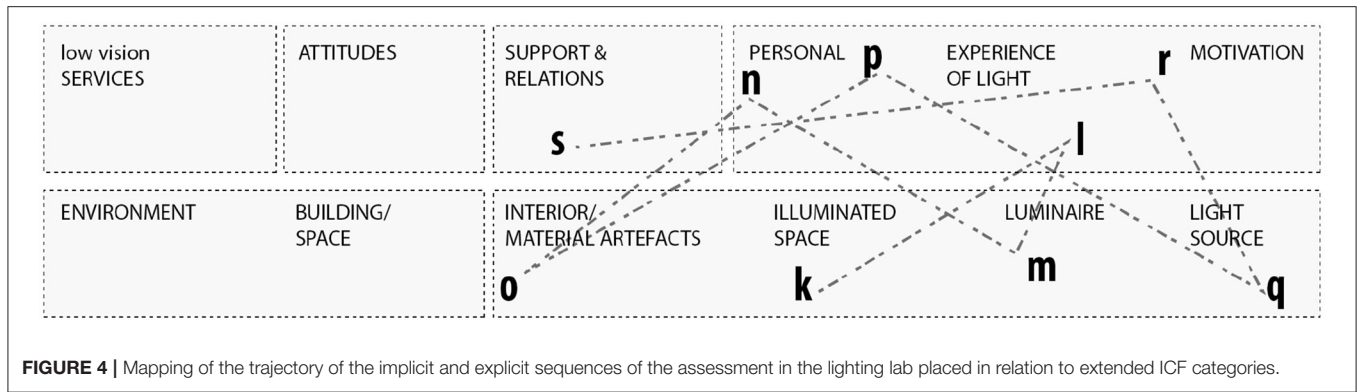 low vision
SERVICES
ATTITUDES
SUPPORT &
RELATIONS
PERSONAL
EXPERIENCE
OF LIGHT
MOTIVATION
n
p
r
s
l
ENVIRONMENT
BUILDING/
SPACE
INTERIOR/
MATERIAL ARTEFACTS
ILLUMINATED
SPACE
LUMINAIRE
LIGHT
SOURCE
o
k
m
q
FIGURE 4 | Mapping of the trajectory of the implicit and explicit sequences of the assessment in the lighting lab placed in relation to extended ICF categories.